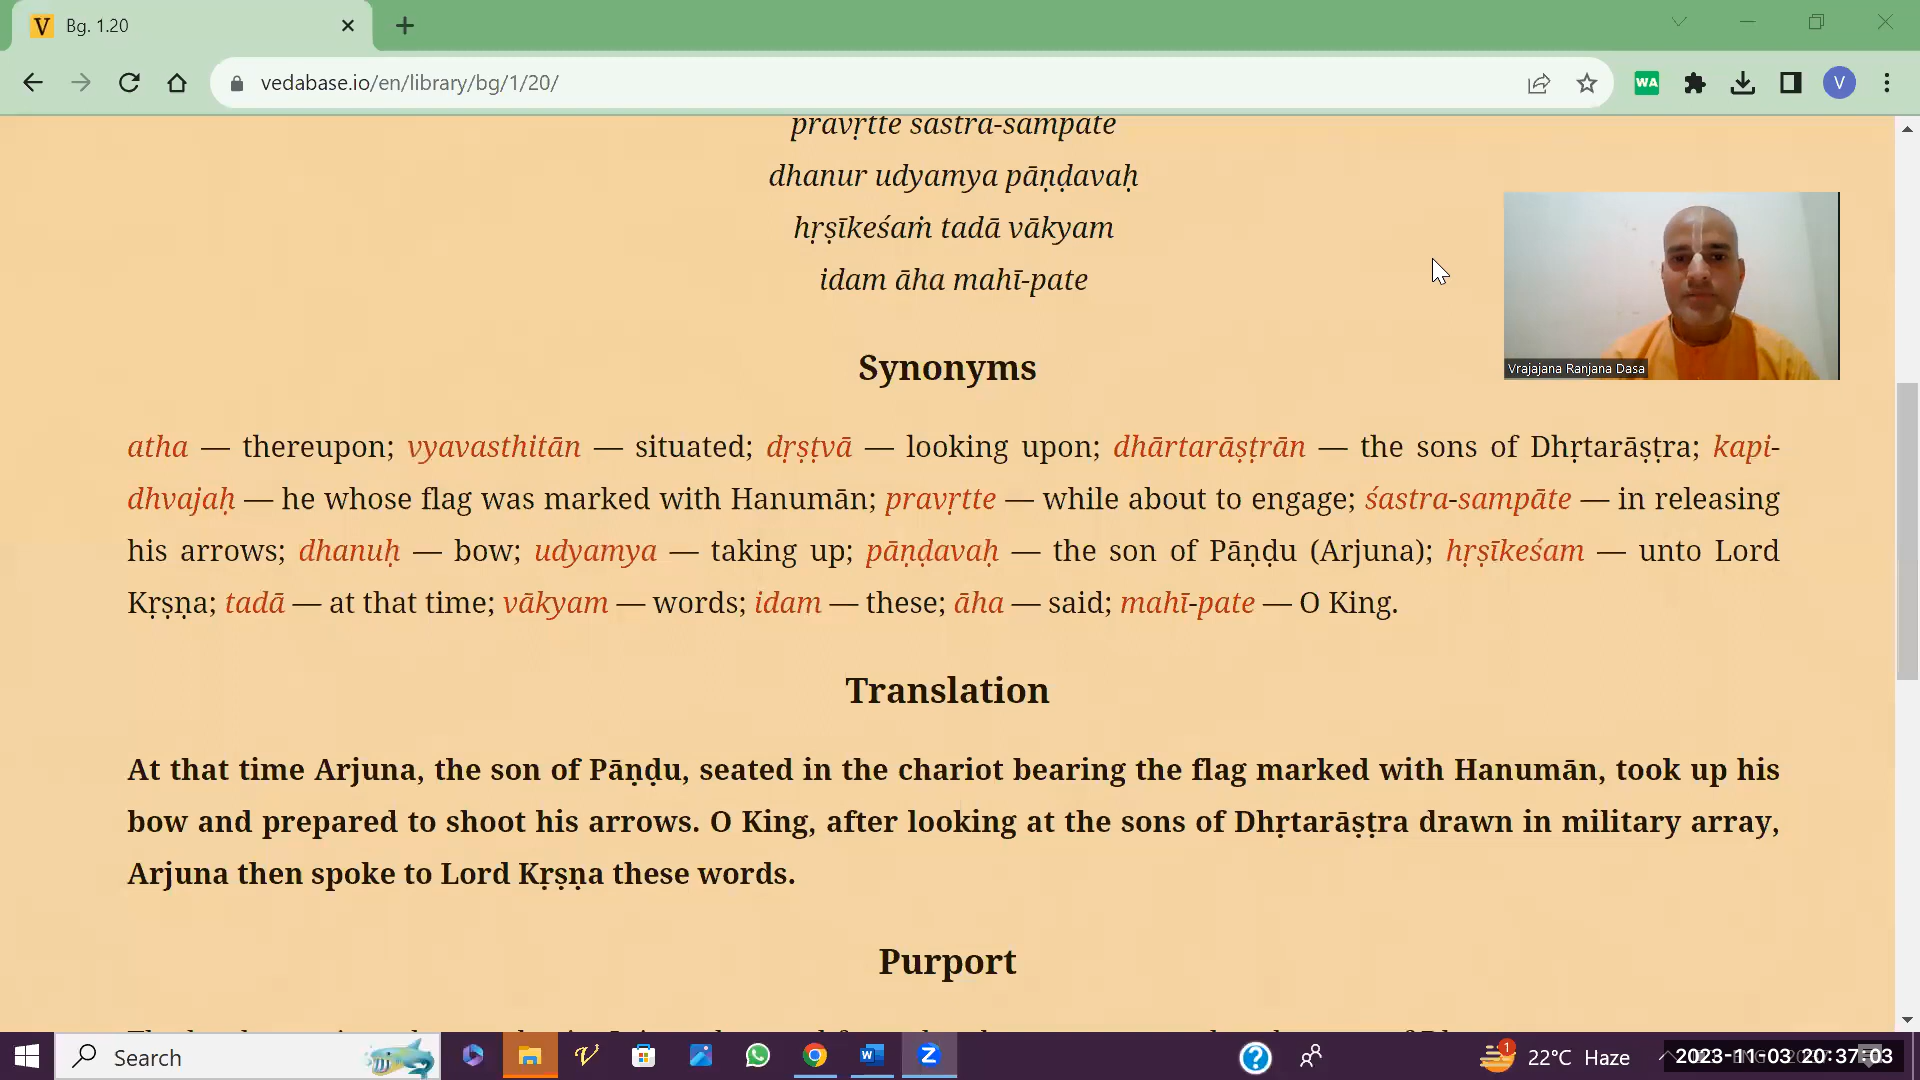 Bg. 1.20
vedabase.io/en/library/bg/1/20/
WA
V
pravṛtte śastra-sampāte
dhanur udyamya pāṇḍavaḥ
hṛṣīkeśaṁ tadā vākyam
idam āha mahī-pate
Vrajajana Ranjana Dasa
Synonyms
atha — thereupon; vyavasthitān — situated; dṛṣṭvā — looking upon; dhārtarāṣṭrān — the sons of Dhṛtarāṣṭra; kapi-
dhvajaḥ — he whose flag was marked with Hanumān; pravṛtte — while about to engage; śastra-sampāte — in releasing
his arrows; dhanuḥ — bow; udyamya — taking up; pāṇḍavaḥ — the son of Pāṇḍu (Arjuna); hṛṣīkeśam — unto Lord
Kṛṣṇa; tadā — at that time; vākyam — words; idam — these; āha — said; mahī-pate — O King.
Translation
At that time Arjuna, the son of Pāṇḍu, seated in the chariot bearing the flag marked with Hanumān, took up his
bow and prepared to shoot his arrows. O King, after looking at the sons of Dhṛtarāṣṭra drawn in military array,
Arjuna then spoke to Lord Kṛṣṇa these words.
Purport
Search
1
22°C Haze
2023-11-03 20:37:03